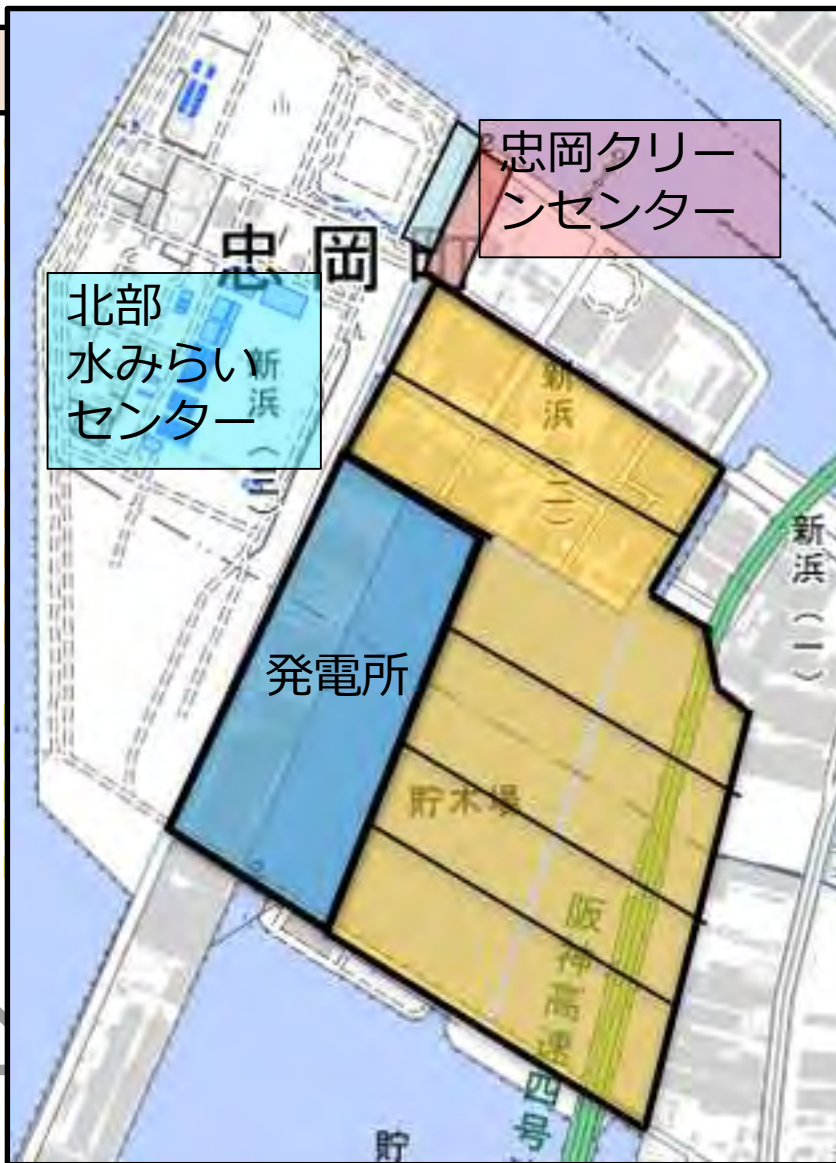 忠岡クリー
ンセンター
忠岡町
北部
水みらい
センター
新浜(三)
新浜(二)
新浜(一)
発電所
貯木場
阪神高速四号
貯